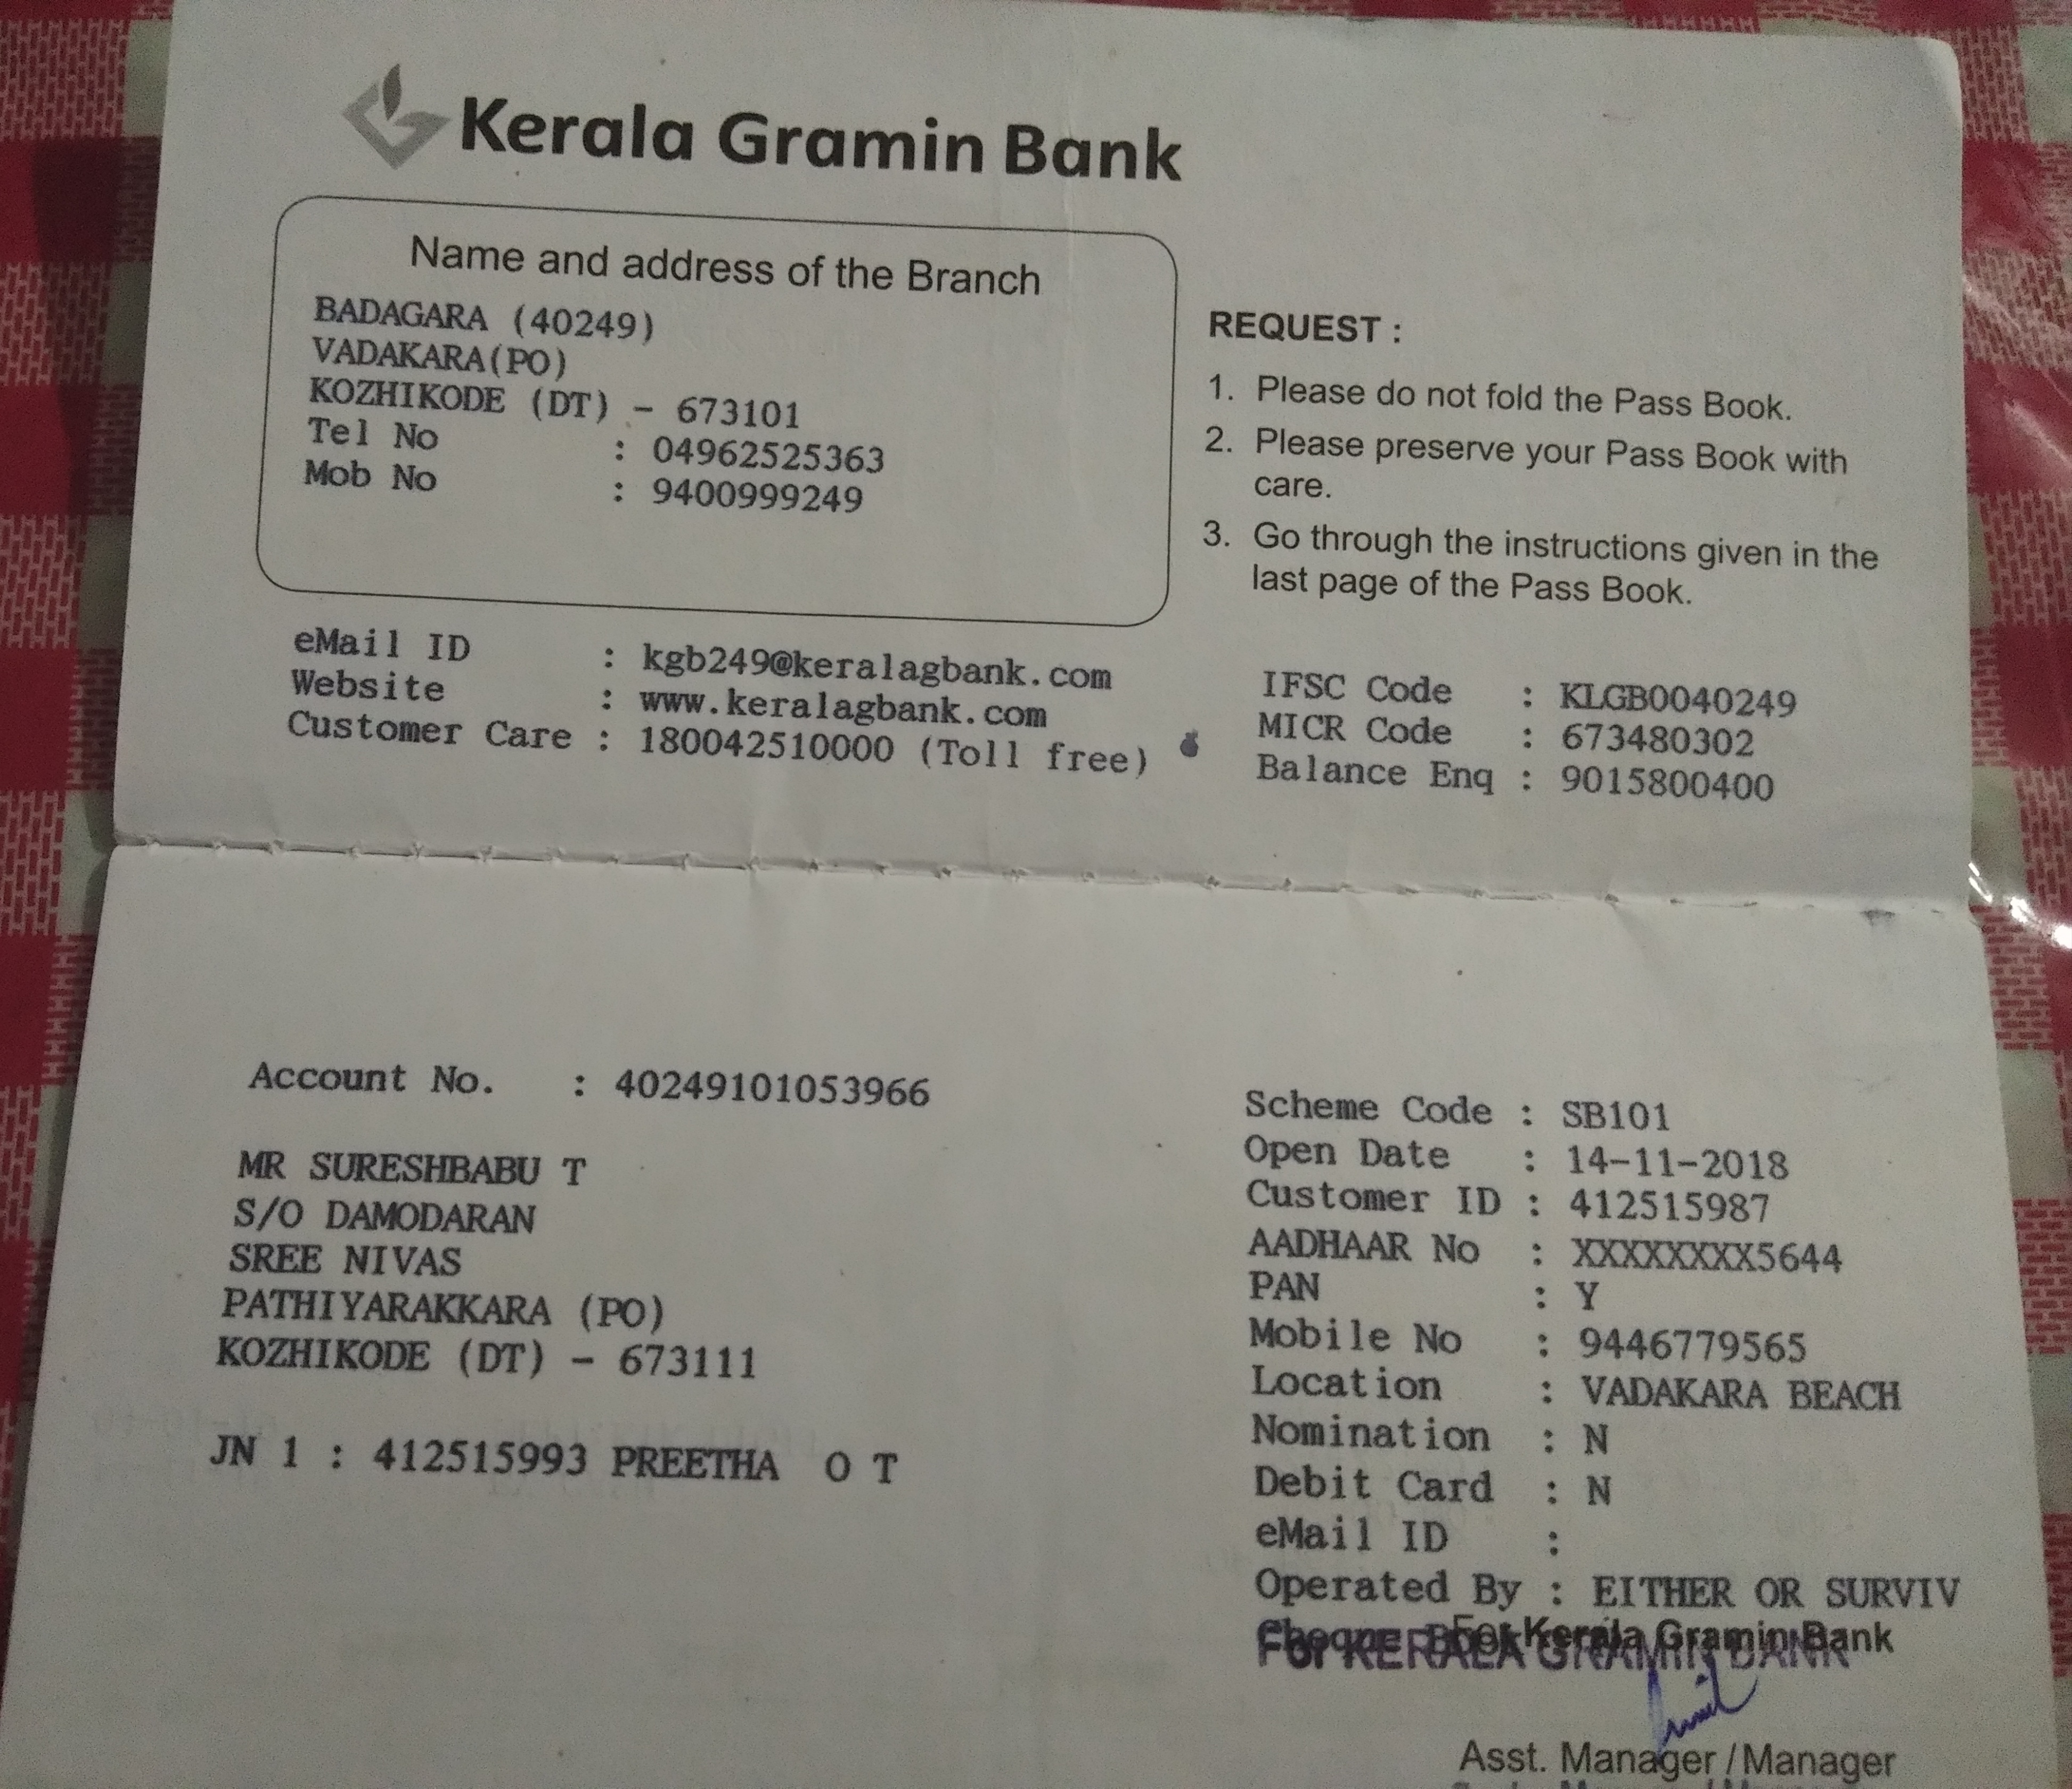 Kerala Gramin Bank
Name and address of the Branch
BADAGARA (40249)
VADAKARA(PO)
KOZHIKODE (DT) - 673101
Tel No : 04962525363
Mob No : 9400999249
REQUEST :
1. Please do not fold the Pass Book.
2. Please preserve your Pass Book with
care.
3. Go through the instructions given in the
last page of the Pass Book.
eMail ID : kgb249@keralagbank.com
Website : www.keralagbank.com
Customer Care : 180042510000 (Toll free)
IFSC Code : KLGB0040249
MICR Code : 673480302
Balance Enq : 9015800400
Account No. : 40249101053966
MR SURESHBABU T
S/O DAMODARAN
SREE NIVAS
PATHIYARAKKARA (PO)
KOZHIKODE (DT) - 673111
JN 1 : 412515993 PREETHA O T
Scheme Code : SB101
Open Date : 14-11-2018
Customer ID : 412515987
AADHAAR No : XXXXXXXX5644
PAN : Y
Mobile No : 9446779565
Location : VADAKARA BEACH
Nomination : N
Debit Card : N
eMail ID :
Operated By : EITHER OR SURVIV
For Kerala Gramin Bank
For KERALA GRAMIN BANK
Asst. Manager / Manager